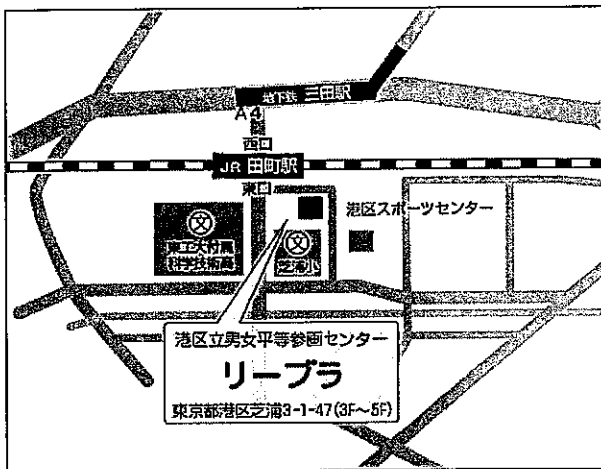 地下鉄 三田駅
A4
西口
JR 田町駅
東口
港区スポーツセンター
文
東工大附属
科学技術高
文
芝浦小
港区立男女平等参画センター
リーブラ
東京都港区芝浦3-1-47(3F〜5F)